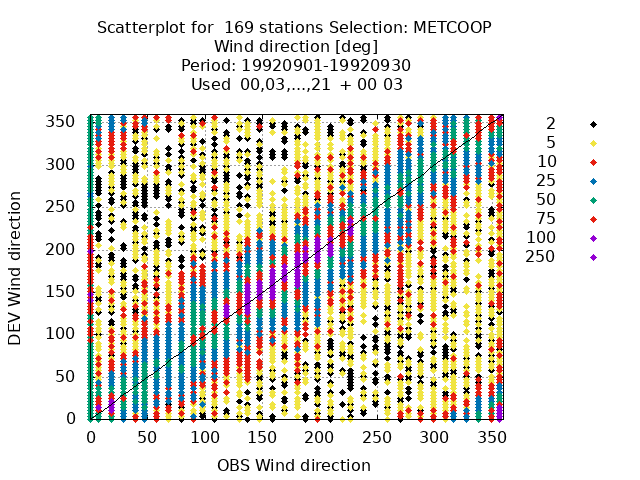 Scatterplot for 169 stations Selection: METCOOP
Wind direction [deg]
Period: 19920901-19920930
Used 00,03,...,21 + 00 03
DEV Wind direction
350
300
250
200
150
100
50
0
0 50 100 150 200 250 300 350
OBS Wind direction
2
5
10
25
50
75
100
250